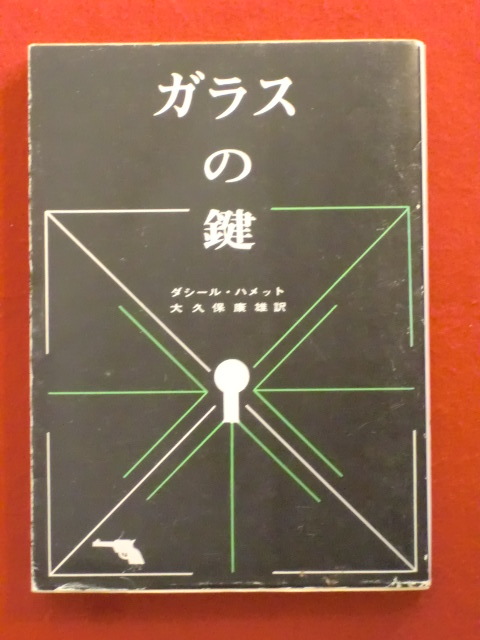 ガラス
の
鍵
ダシール・ハメット
大久保康雄訳